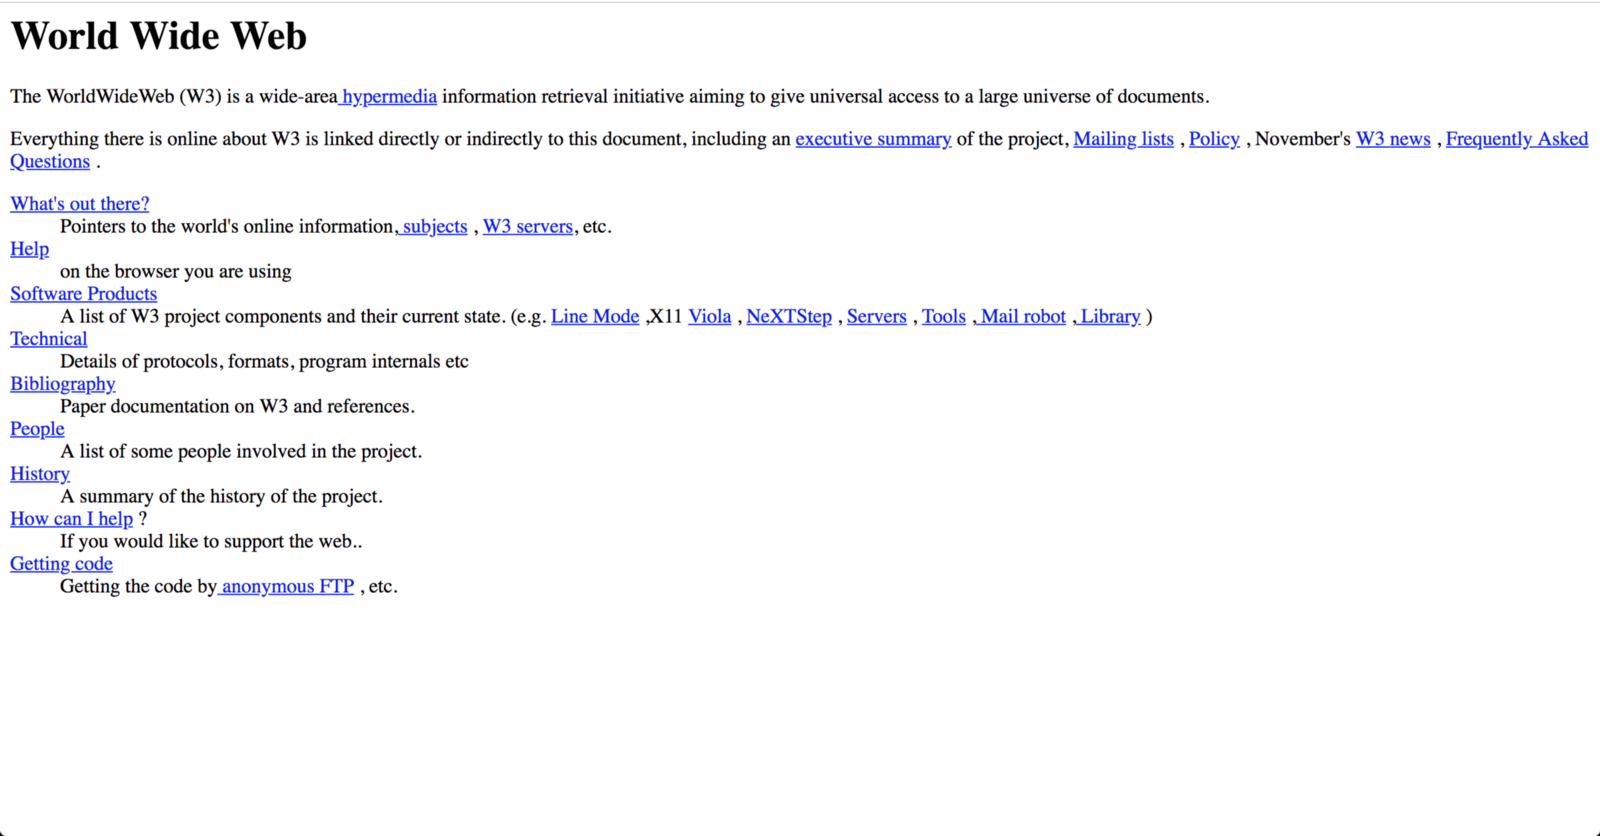 World Wide Web
The WorldWideWeb (W3) is a wide-area hypermedia information retrieval initiative aiming to give universal access to a large universe of documents.
Everything there is online about W3 is linked directly or indirectly to this document, including an executive summary of the project, Mailing lists , Policy , November's W3 news , Frequently Asked
Questions .
What's out there?
Pointers to the world's online information, subjects , W3 servers, etc.
Help
on the browser you are using
Software Products
A list of W3 project components and their current state. (e.g. Line Mode ,X11 Viola , NeXTStep , Servers , Tools , Mail robot , Library )
Technical
Details of protocols, formats, program internals etc
Bibliography
Paper documentation on W3 and references.
People
A list of some people involved in the project.
History
A summary of the history of the project.
How can I help ?
If you would like to support the web..
Getting code
Getting the code by anonymous FTP , etc.